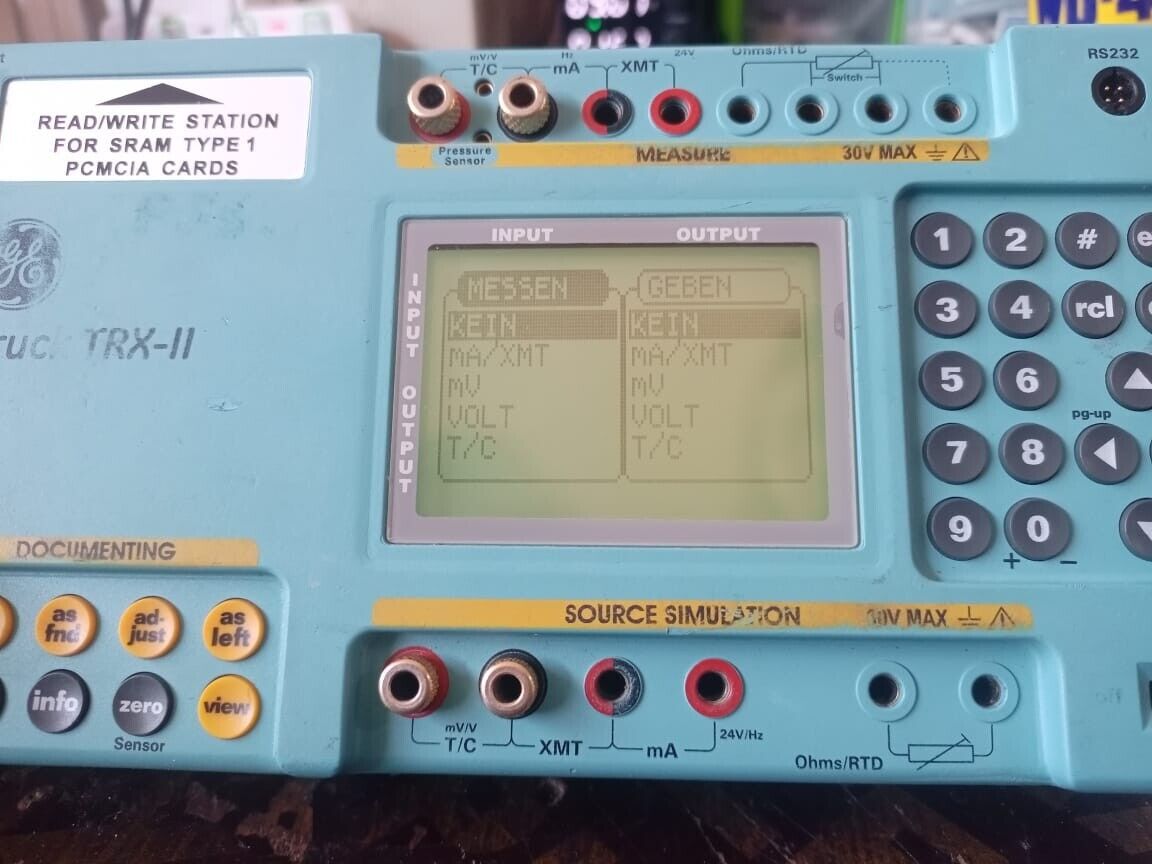 mV/V
T/C
Hz
mA
XMT
24V
Ohms/RTD
Switch
RS232
READ/WRITE STATION
FOR SRAM TYPE 1
PCMCIA CARDS
Pressure
Sensor
MEASURE
30V MAX
GE
TRX-II
INPUT OUTPUT
INPUT OUTPUT
MESSEN GEBEN
KEIN KEIN
mA/XMT mA/XMT
mV mV
VOLT VOLT
T/C T/C
1 2 #
3 4 rcl
5 6
pg-up
7 8
9 0
+ −
DOCUMENTING
as fnd
ad-just
as left
info
zero
view
Sensor
SOURCE SIMULATION
30V MAX
mV/V
T/C
XMT
mA
24V/Hz
Ohms/RTD
off